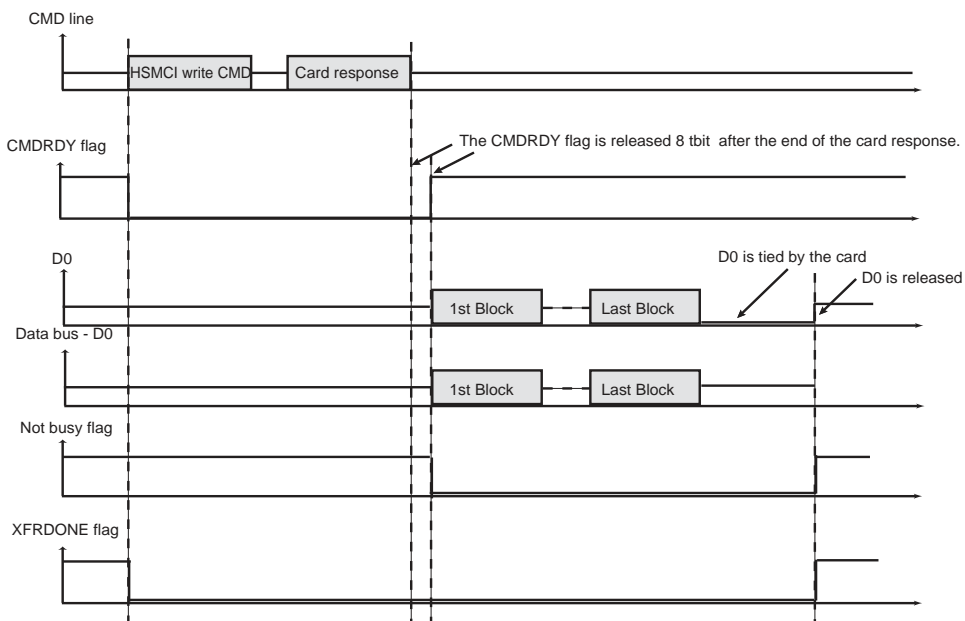 CMD line
HSMCI write CMD
Card response
The CMDRDY flag is released 8 tbit after the end of the card response.
CMDRDY flag
D0 is tied by the card
D0
D0 is released
1st Block
Last Block
Data bus - D0
1st Block
Last Block
Not busy flag
XFRDONE flag